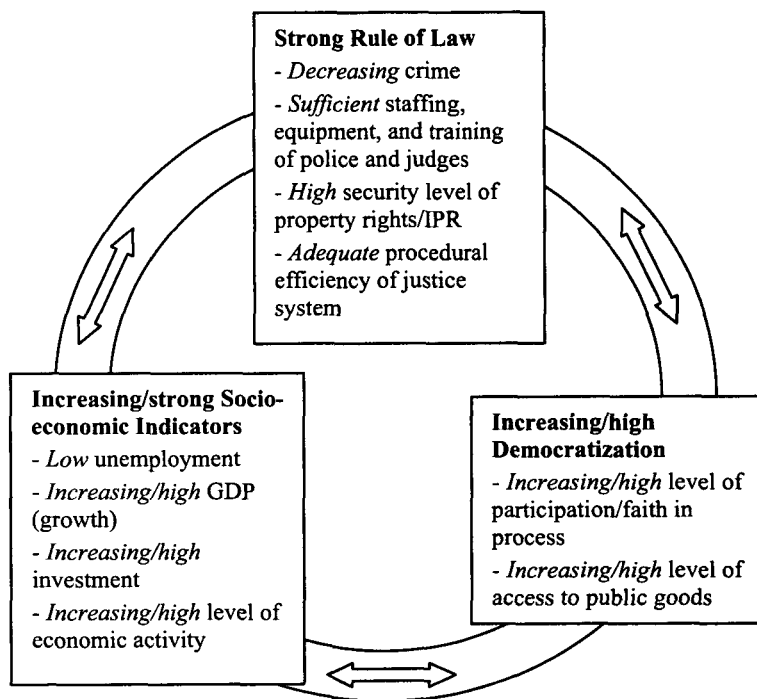 Strong Rule of Law
- Decreasing crime
- Sufficient staffing,
equipment, and training
of police and judges
- High security level of
property rights/IPR
- Adequate procedural
efficiency of justice
system
Increasing/strong Socio-
economic Indicators
- Low unemployment
- Increasing/high GDP
(growth)
- Increasing/high
investment
- Increasing/high level of
economic activity
Increasing/high
Democratization
- Increasing/high level of
participation/faith in
process
- Increasing/high level of
access to public goods